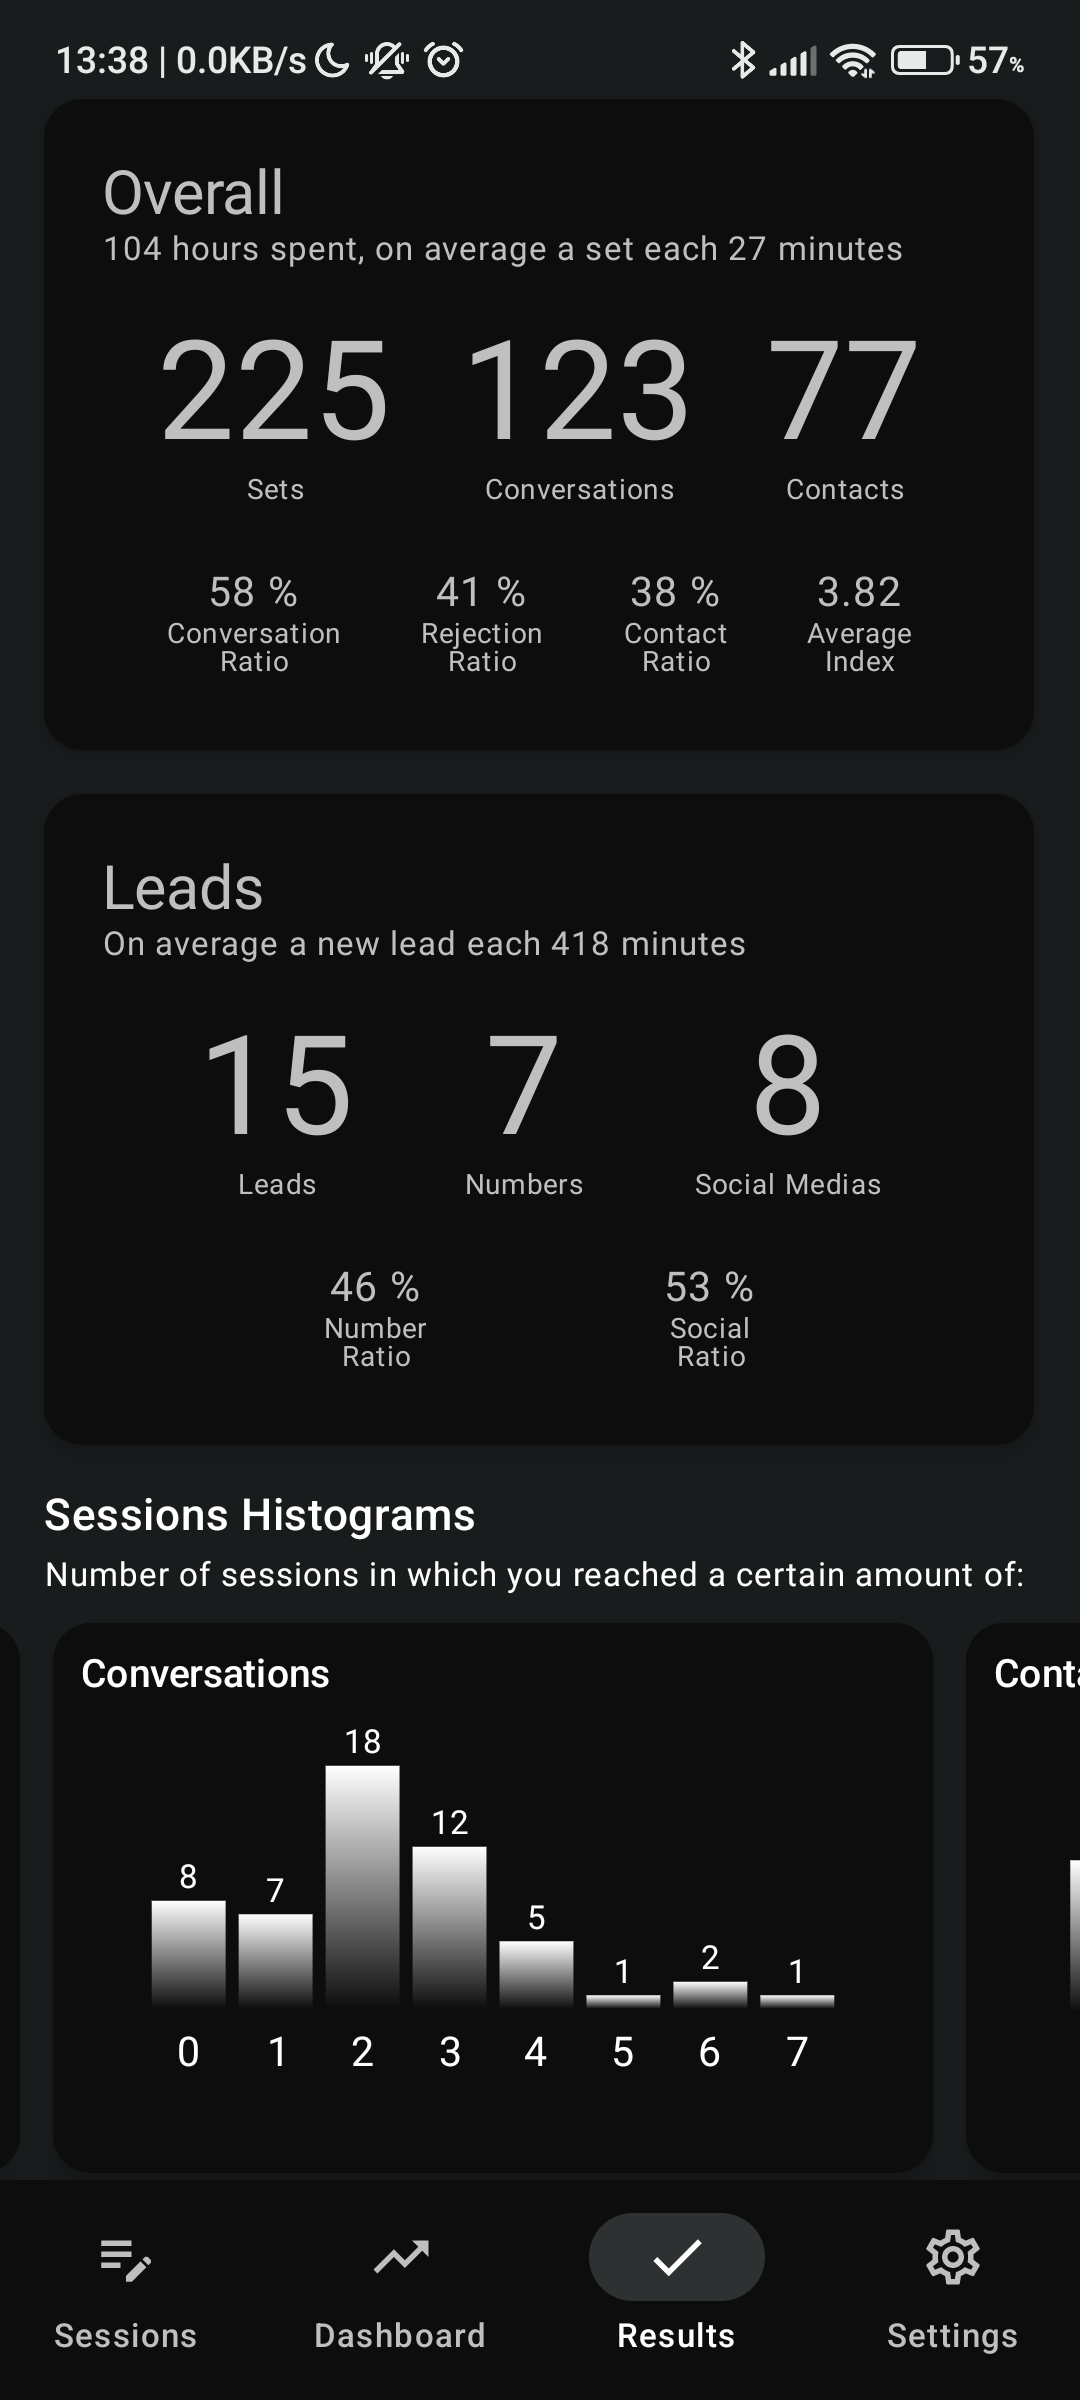 13:38 | 0.0KB/s 57%
Overall
104 hours spent, on average a set each 27 minutes
225 123 77
Sets Conversations Contacts
58 % 41 % 38 % 3.82
Conversation Rejection Contact Average
Ratio Ratio Ratio Index
Leads
On average a new lead each 418 minutes
15 7 8
Leads Numbers Social Medias
46 % 53 %
Number Social
Ratio Ratio
Sessions Histograms
Number of sessions in which you reached a certain amount of:
Conversations
18
12
8
7
5
1 2 1
0 1 2 3 4 5 6 7
Sessions Dashboard Results Settings